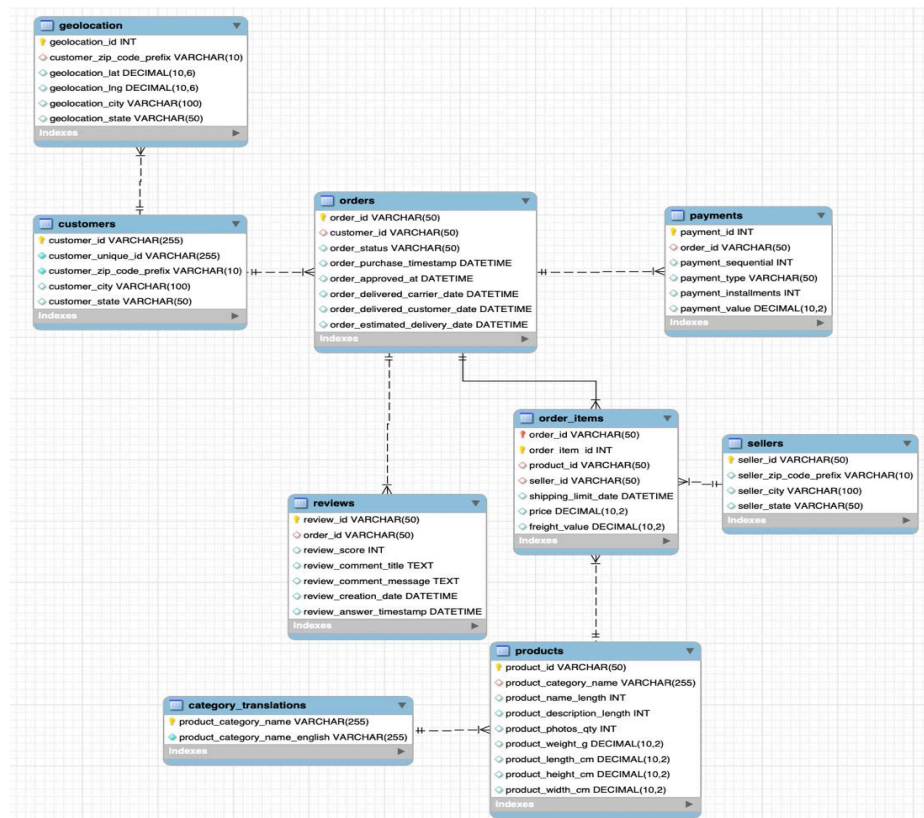 geolocation
geolocation_id INT
customer_zip_code_prefix VARCHAR(10)
geolocation_lat DECIMAL(10,6)
geolocation_lng DECIMAL(10,6)
geolocation_city VARCHAR(100)
geolocation_state VARCHAR(50)
Indexes
customers
customer_id VARCHAR(255)
customer_unique_id VARCHAR(255)
customer_zip_code_prefix VARCHAR(10)
customer_city VARCHAR(100)
customer_state VARCHAR(50)
Indexes
orders
order_id VARCHAR(50)
customer_id VARCHAR(50)
order_status VARCHAR(50)
order_purchase_timestamp DATETIME
order_approved_at DATETIME
order_delivered_carrier_date DATETIME
order_delivered_customer_date DATETIME
order_estimated_delivery_date DATETIME
Indexes
payments
payment_id INT
order_id VARCHAR(50)
payment_sequential INT
payment_type VARCHAR(50)
payment_installments INT
payment_value DECIMAL(10,2)
Indexes
order_items
order_id VARCHAR(50)
order_item_id INT
product_id VARCHAR(50)
seller_id VARCHAR(50)
shipping_limit_date DATETIME
price DECIMAL(10,2)
freight_value DECIMAL(10,2)
Indexes
sellers
seller_id VARCHAR(50)
seller_zip_code_prefix VARCHAR(10)
seller_city VARCHAR(100)
seller_state VARCHAR(50)
Indexes
reviews
review_id VARCHAR(50)
order_id VARCHAR(50)
review_score INT
review_comment_title TEXT
review_comment_message TEXT
review_creation_date DATETIME
review_answer_timestamp DATETIME
Indexes
products
product_id VARCHAR(50)
product_category_name VARCHAR(255)
product_name_length INT
product_description_length INT
product_photos_qty INT
product_weight_g DECIMAL(10,2)
product_length_cm DECIMAL(10,2)
product_height_cm DECIMAL(10,2)
product_width_cm DECIMAL(10,2)
Indexes
category_translations
product_category_name VARCHAR(255)
product_category_name_english VARCHAR(255)
Indexes